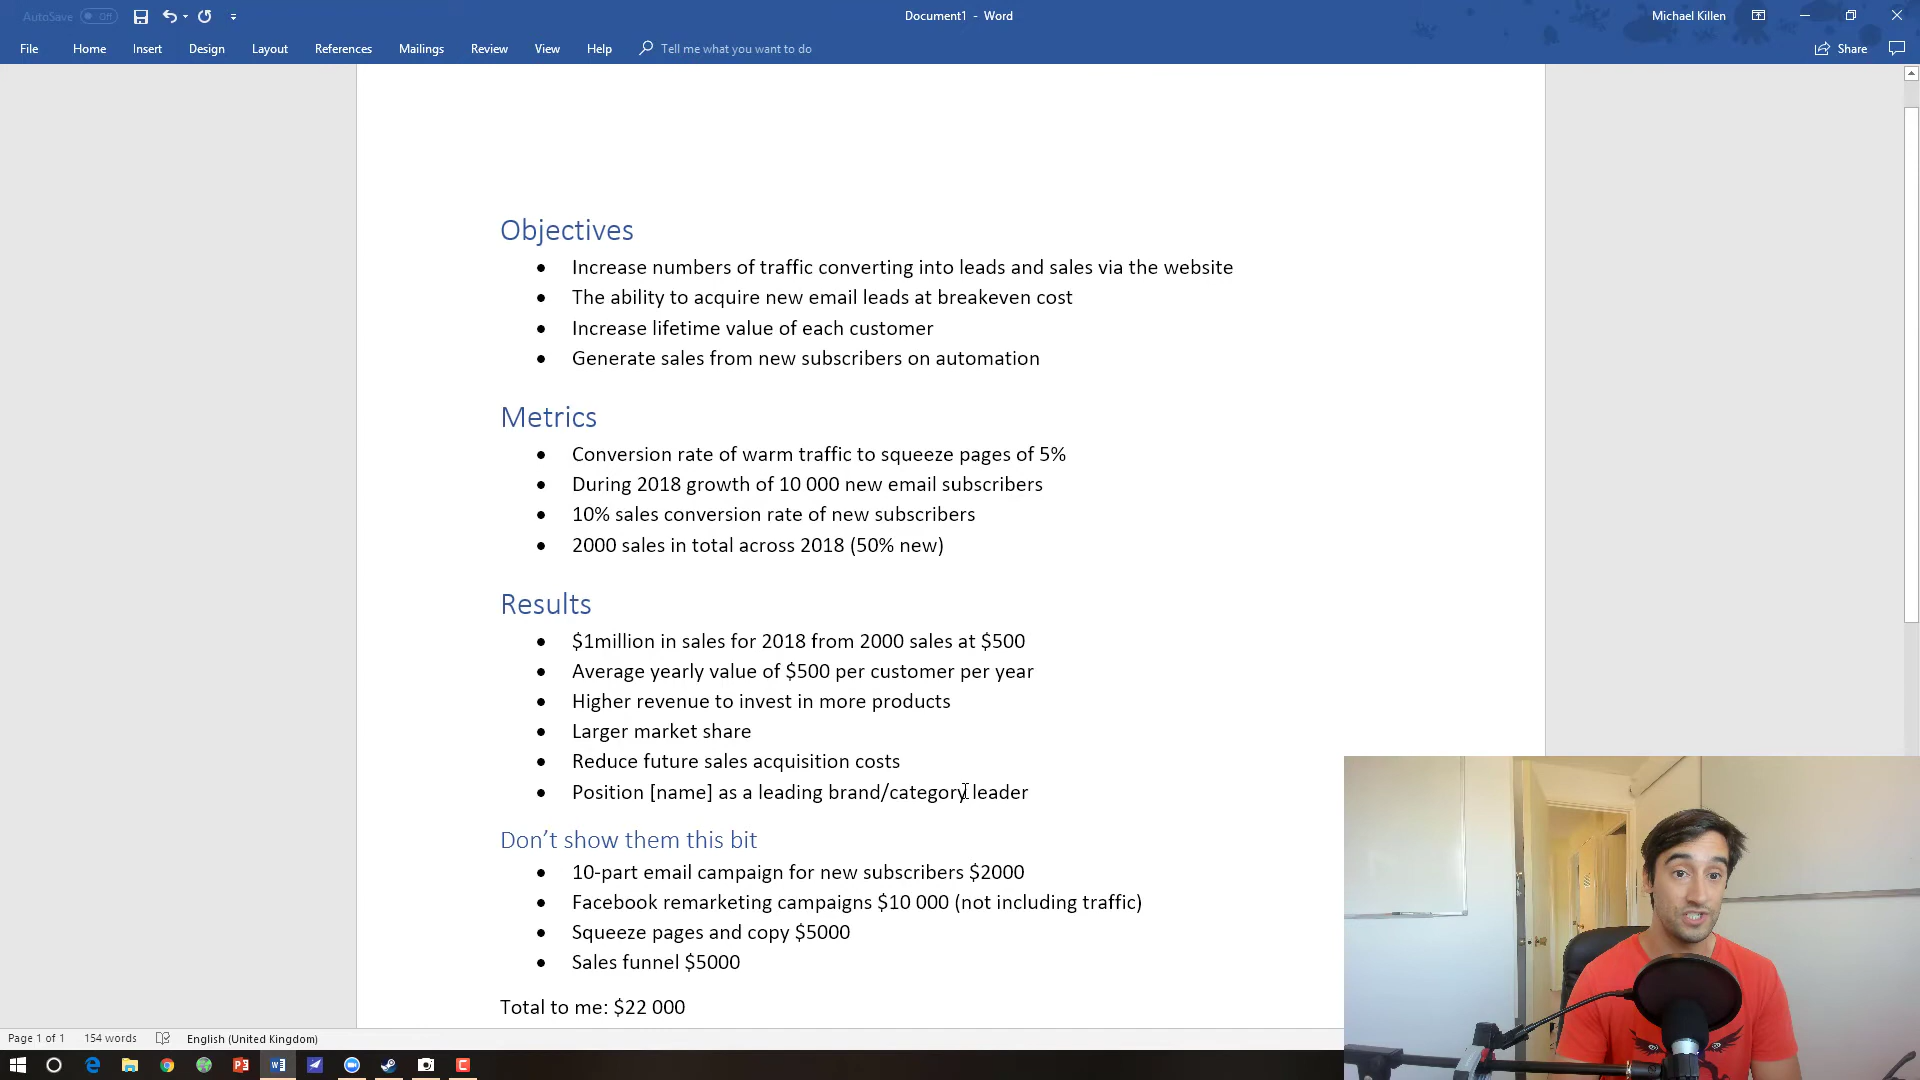 AutoSave Off
Document1 - Word
Michael Killen
File Home Insert Design Layout References Mailings Review View Help Tell me what you want to do Share
Objectives
• Increase numbers of traffic converting into leads and sales via the website
• The ability to acquire new email leads at breakeven cost
• Increase lifetime value of each customer
• Generate sales from new subscribers on automation
Metrics
• Conversion rate of warm traffic to squeeze pages of 5%
• During 2018 growth of 10 000 new email subscribers
• 10% sales conversion rate of new subscribers
• 2000 sales in total across 2018 (50% new)
Results
• $1million in sales for 2018 from 2000 sales at $500
• Average yearly value of $500 per customer per year
• Higher revenue to invest in more products
• Larger market share
• Reduce future sales acquisition costs
• Position [name] as a leading brand/category leader
Don’t show them this bit
• 10-part email campaign for new subscribers $2000
• Facebook remarketing campaigns $10 000 (not including traffic)
• Squeeze pages and copy $5000
• Sales funnel $5000
Total to me: $22 000
Page 1 of 1 154 words English (United Kingdom)